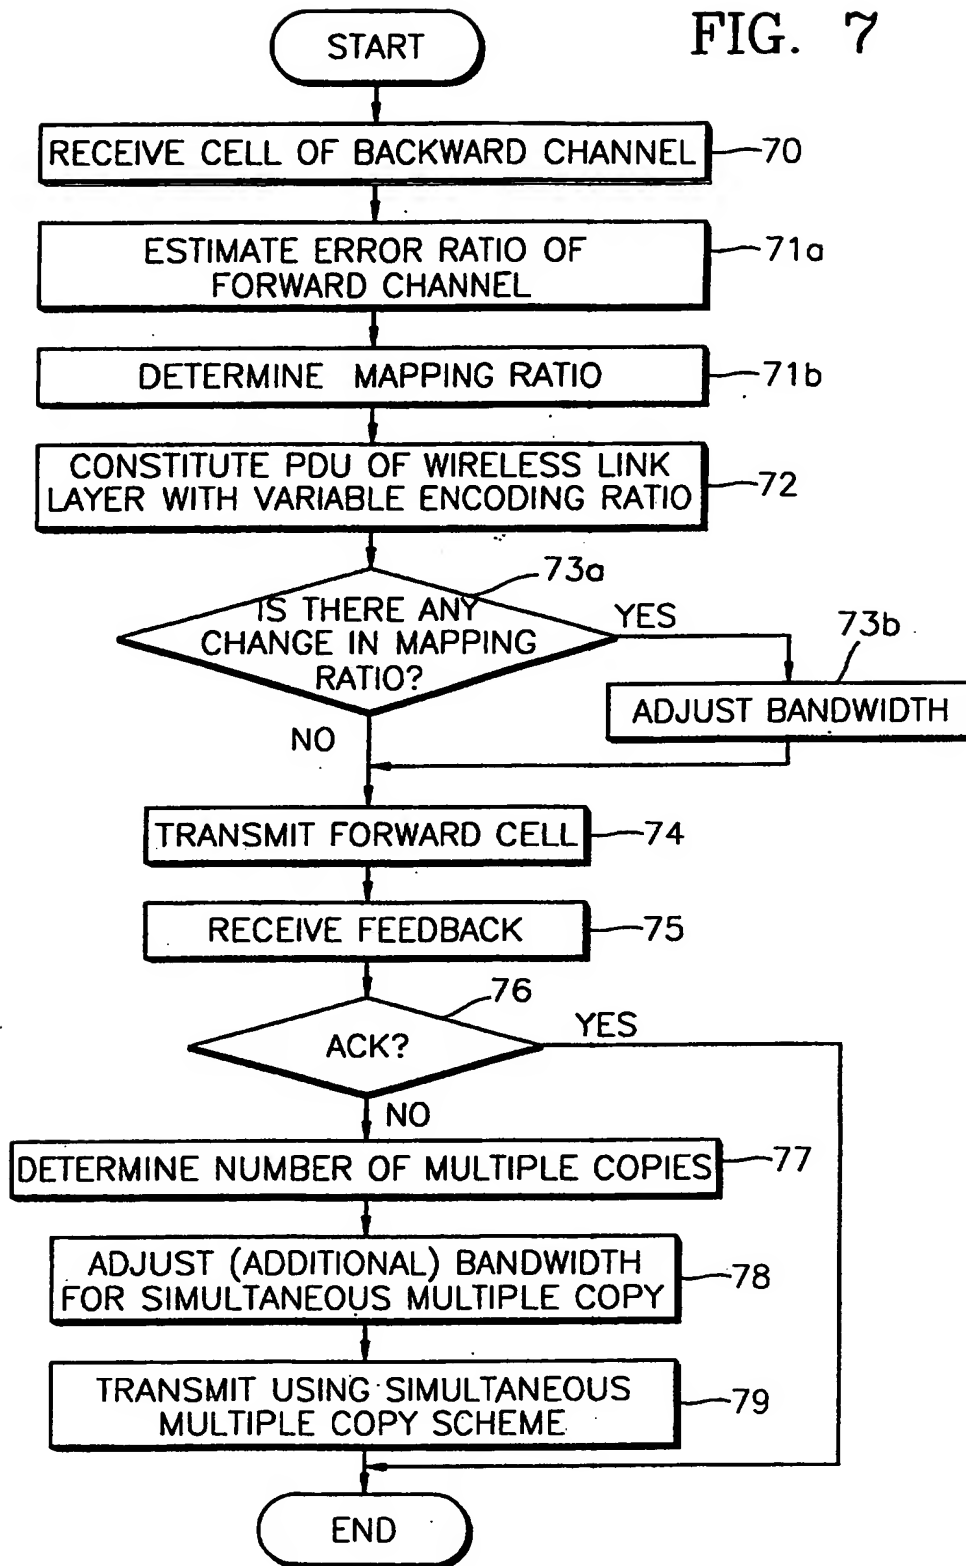 FIG. 7
START
RECEIVE CELL OF BACKWARD CHANNEL
70
ESTIMATE ERROR RATIO OF
FORWARD CHANNEL
71a
DETERMINE MAPPING RATIO
71b
CONSTITUTE PDU OF WIRELESS LINK
LAYER WITH VARIABLE ENCODING RATIO
72
73a
IS THERE ANY
CHANGE IN MAPPING
RATIO?
YES
73b
ADJUST BANDWIDTH
NO
TRANSMIT FORWARD CELL
74
RECEIVE FEEDBACK
75
76
ACK?
YES
NO
DETERMINE NUMBER OF MULTIPLE COPIES
77
ADJUST (ADDITIONAL) BANDWIDTH
FOR SIMULTANEOUS MULTIPLE COPY
78
TRANSMIT USING SIMULTANEOUS
MULTIPLE COPY SCHEME
79
END